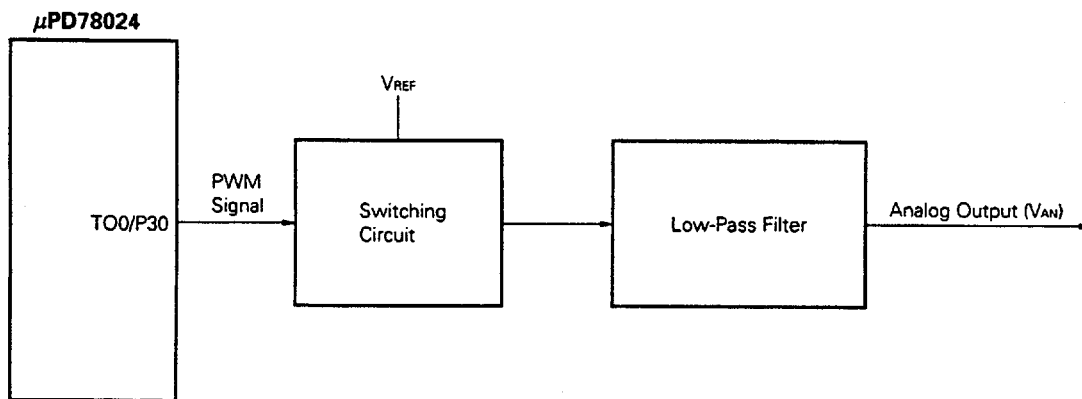 μPD78024
VREF
TO0/P30
PWM
Signal
Switching
Circuit
Low-Pass Filter
Analog Output (VAN)